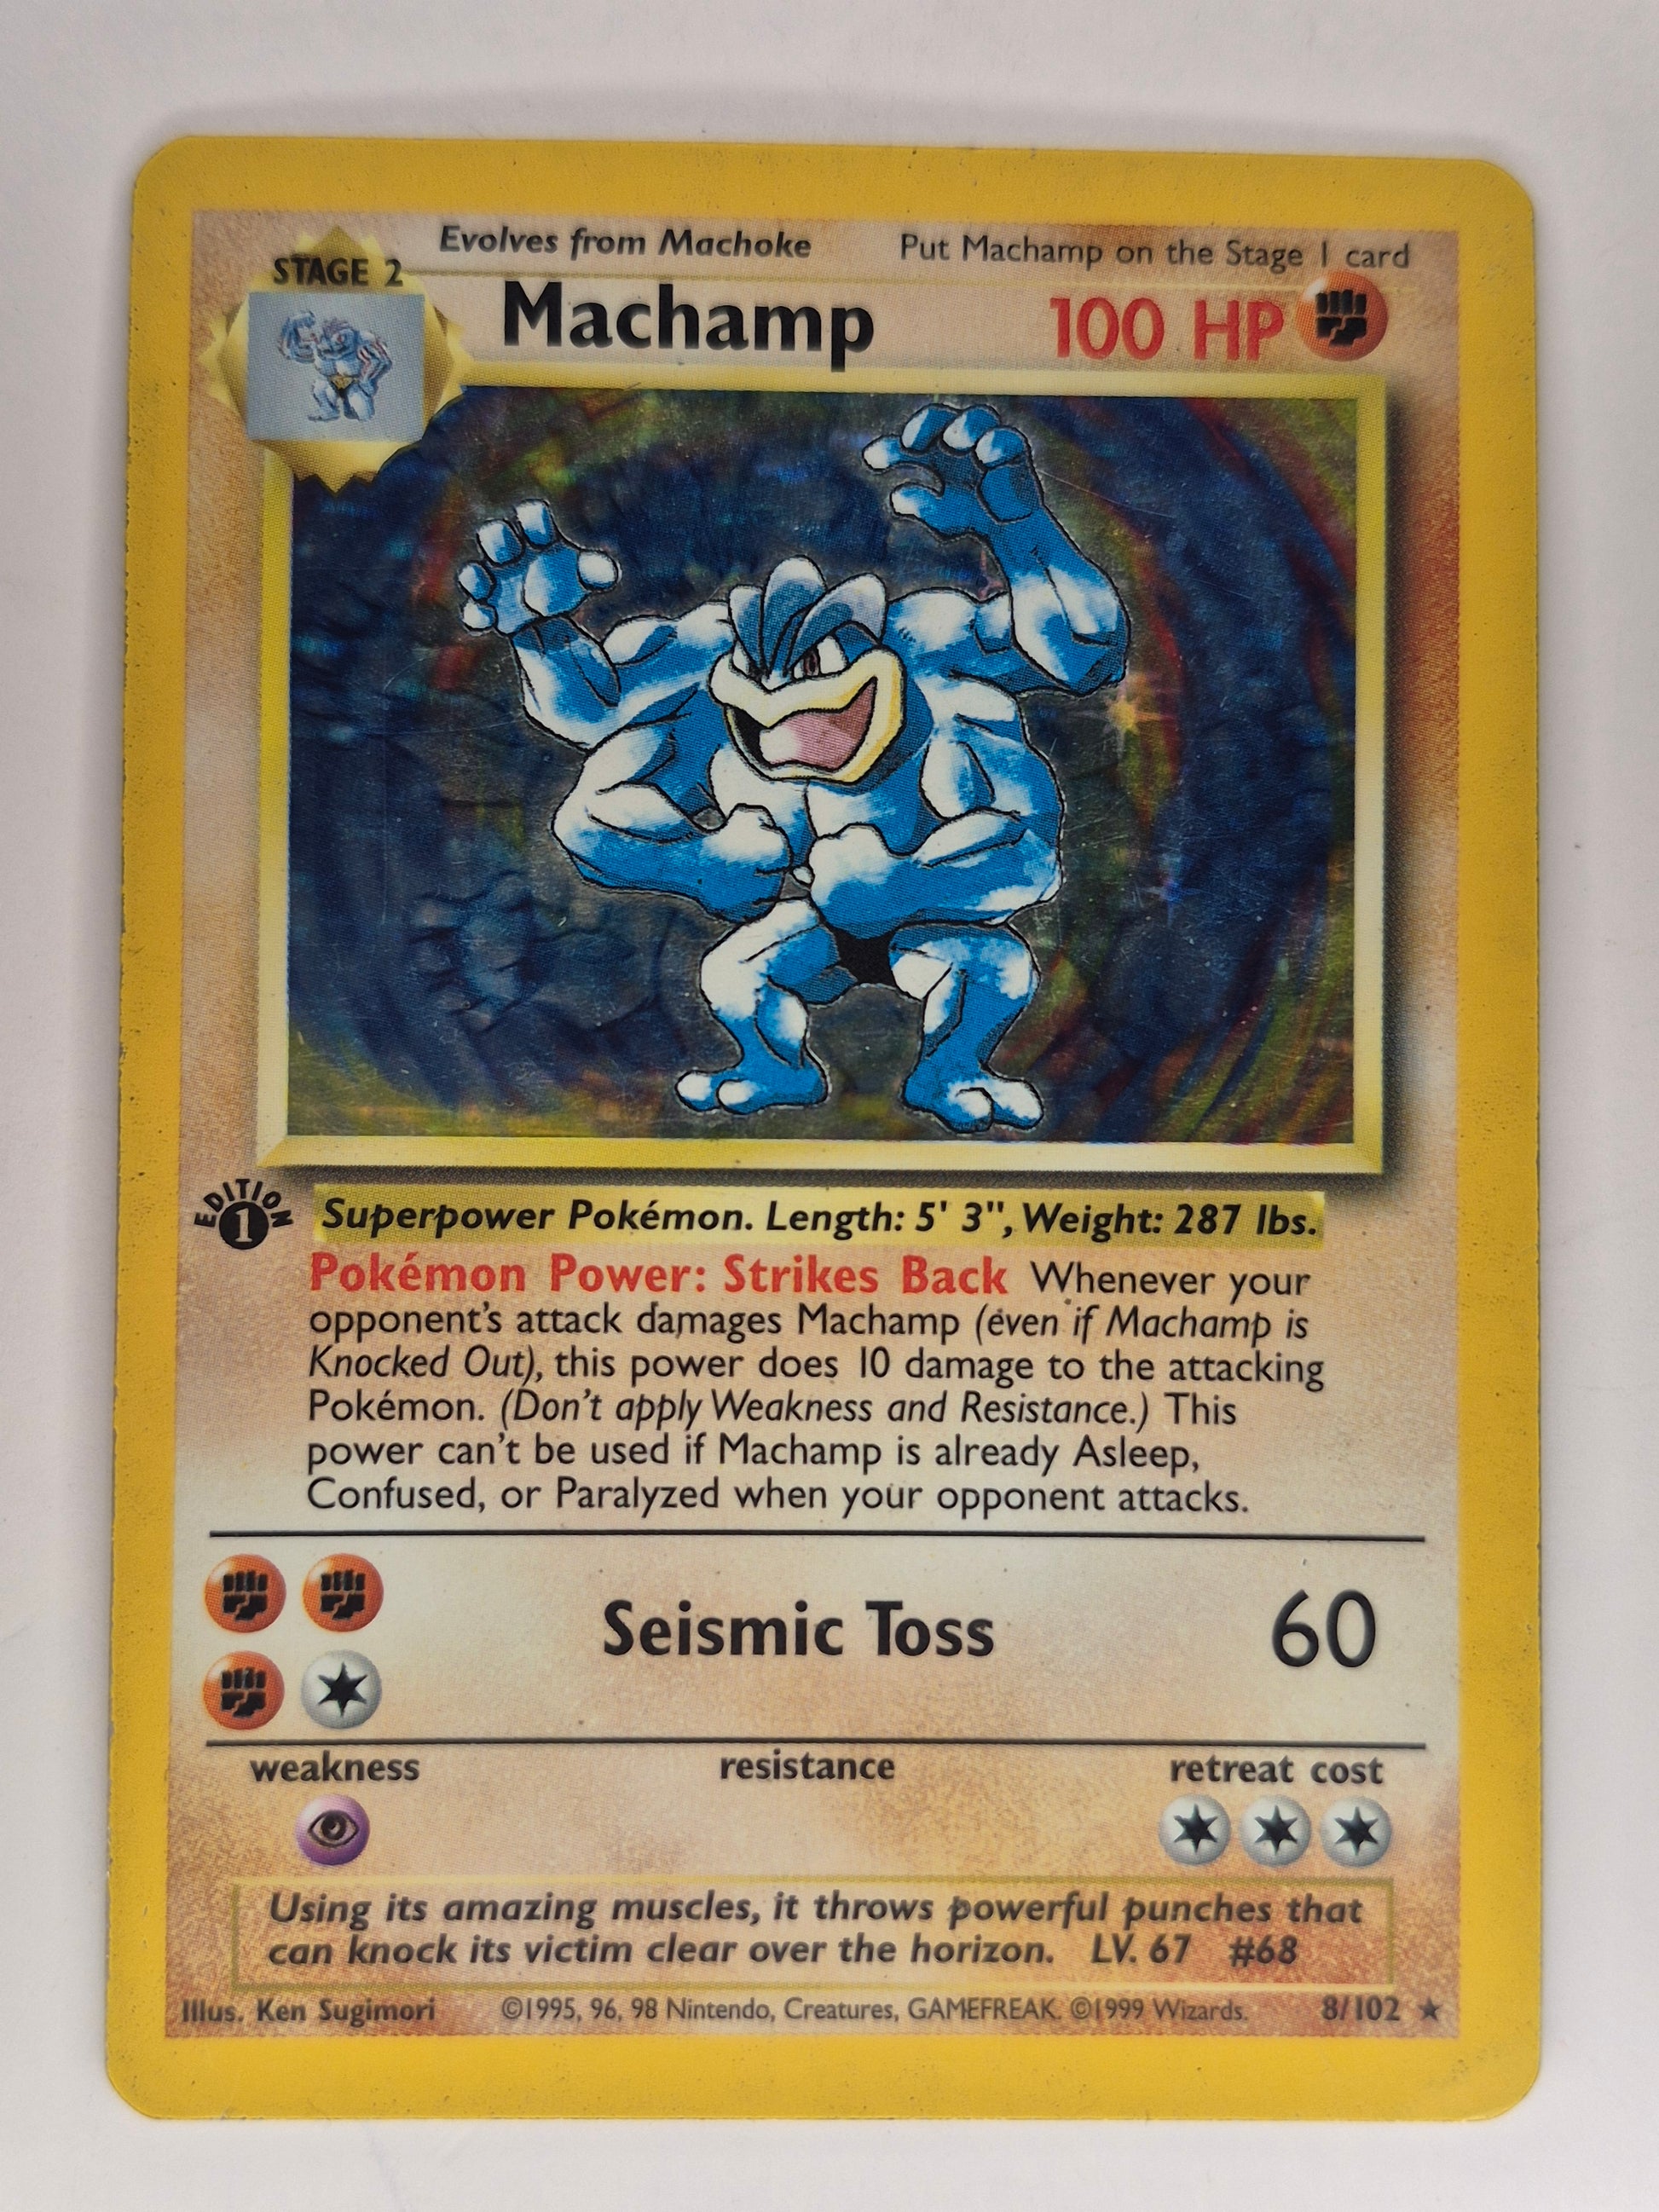 Evolves from Machoke Put Machamp on the Stage 1 card
STAGE 2
Machamp 100 HP
EDITION
1
Superpower Pokémon. Length: 5' 3", Weight: 287 lbs.
Pokémon Power: Strikes Back Whenever your
opponent's attack damages Machamp (even if Machamp is
Knocked Out), this power does 10 damage to the attacking
Pokémon. (Don't apply Weakness and Resistance.) This
power can't be used if Machamp is already Asleep,
Confused, or Paralyzed when your opponent attacks.
Seismic Toss 60
weakness resistance retreat cost
Using its amazing muscles, it throws powerful punches that
can knock its victim clear over the horizon. LV. 67 #68
Illus. Ken Sugimori ©1995, 96, 98 Nintendo, Creatures, GAMEFREAK. ©1999 Wizards. 8/102 ★